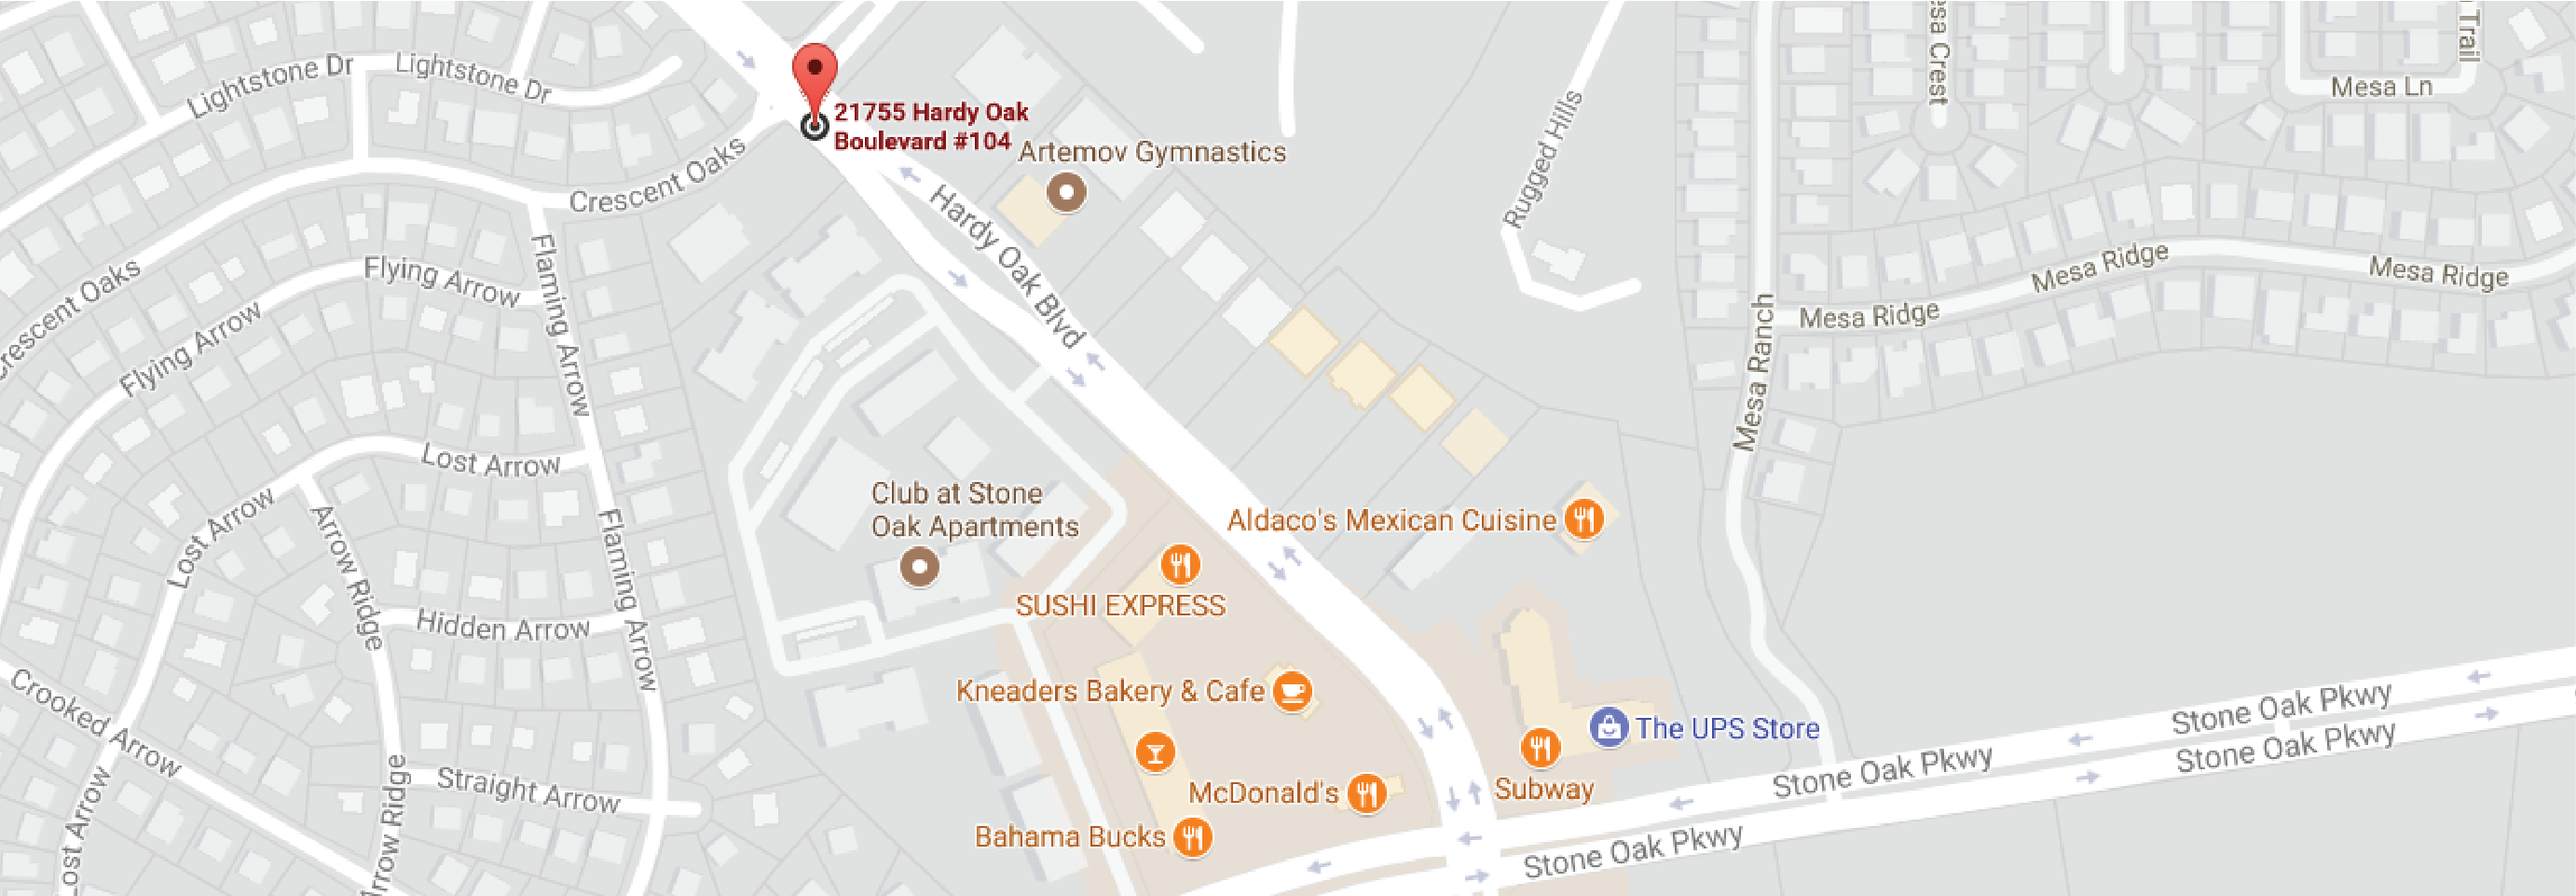 esa Crest
Trail
Lightstone Dr
Lightstone Dr
Mesa Ln
21755 Hardy Oak
Boulevard #104
Artemov Gymnastics
Rugged Hills
Crescent Oaks
Hardy Oak Blvd
Flaming Arrow
Flying Arrow
Mesa Ridge
Mesa Ridge
Mesa Ridge
Crescent Oaks
Flying Arrow
Mesa Ranch
Lost Arrow
Club at Stone
Oak Apartments
Aldaco's Mexican Cuisine
Lost Arrow
Arrow Ridge
Flaming Arrow
SUSHI EXPRESS
Hidden Arrow
Kneaders Bakery & Cafe
Crooked Arrow
The UPS Store
Stone Oak Pkwy
Stone Oak Pkwy
Stone Oak Pkwy
Straight Arrow
McDonald's
Subway
Bahama Bucks
Stone Oak Pkwy
Lost Arrow
Arrow Ridge